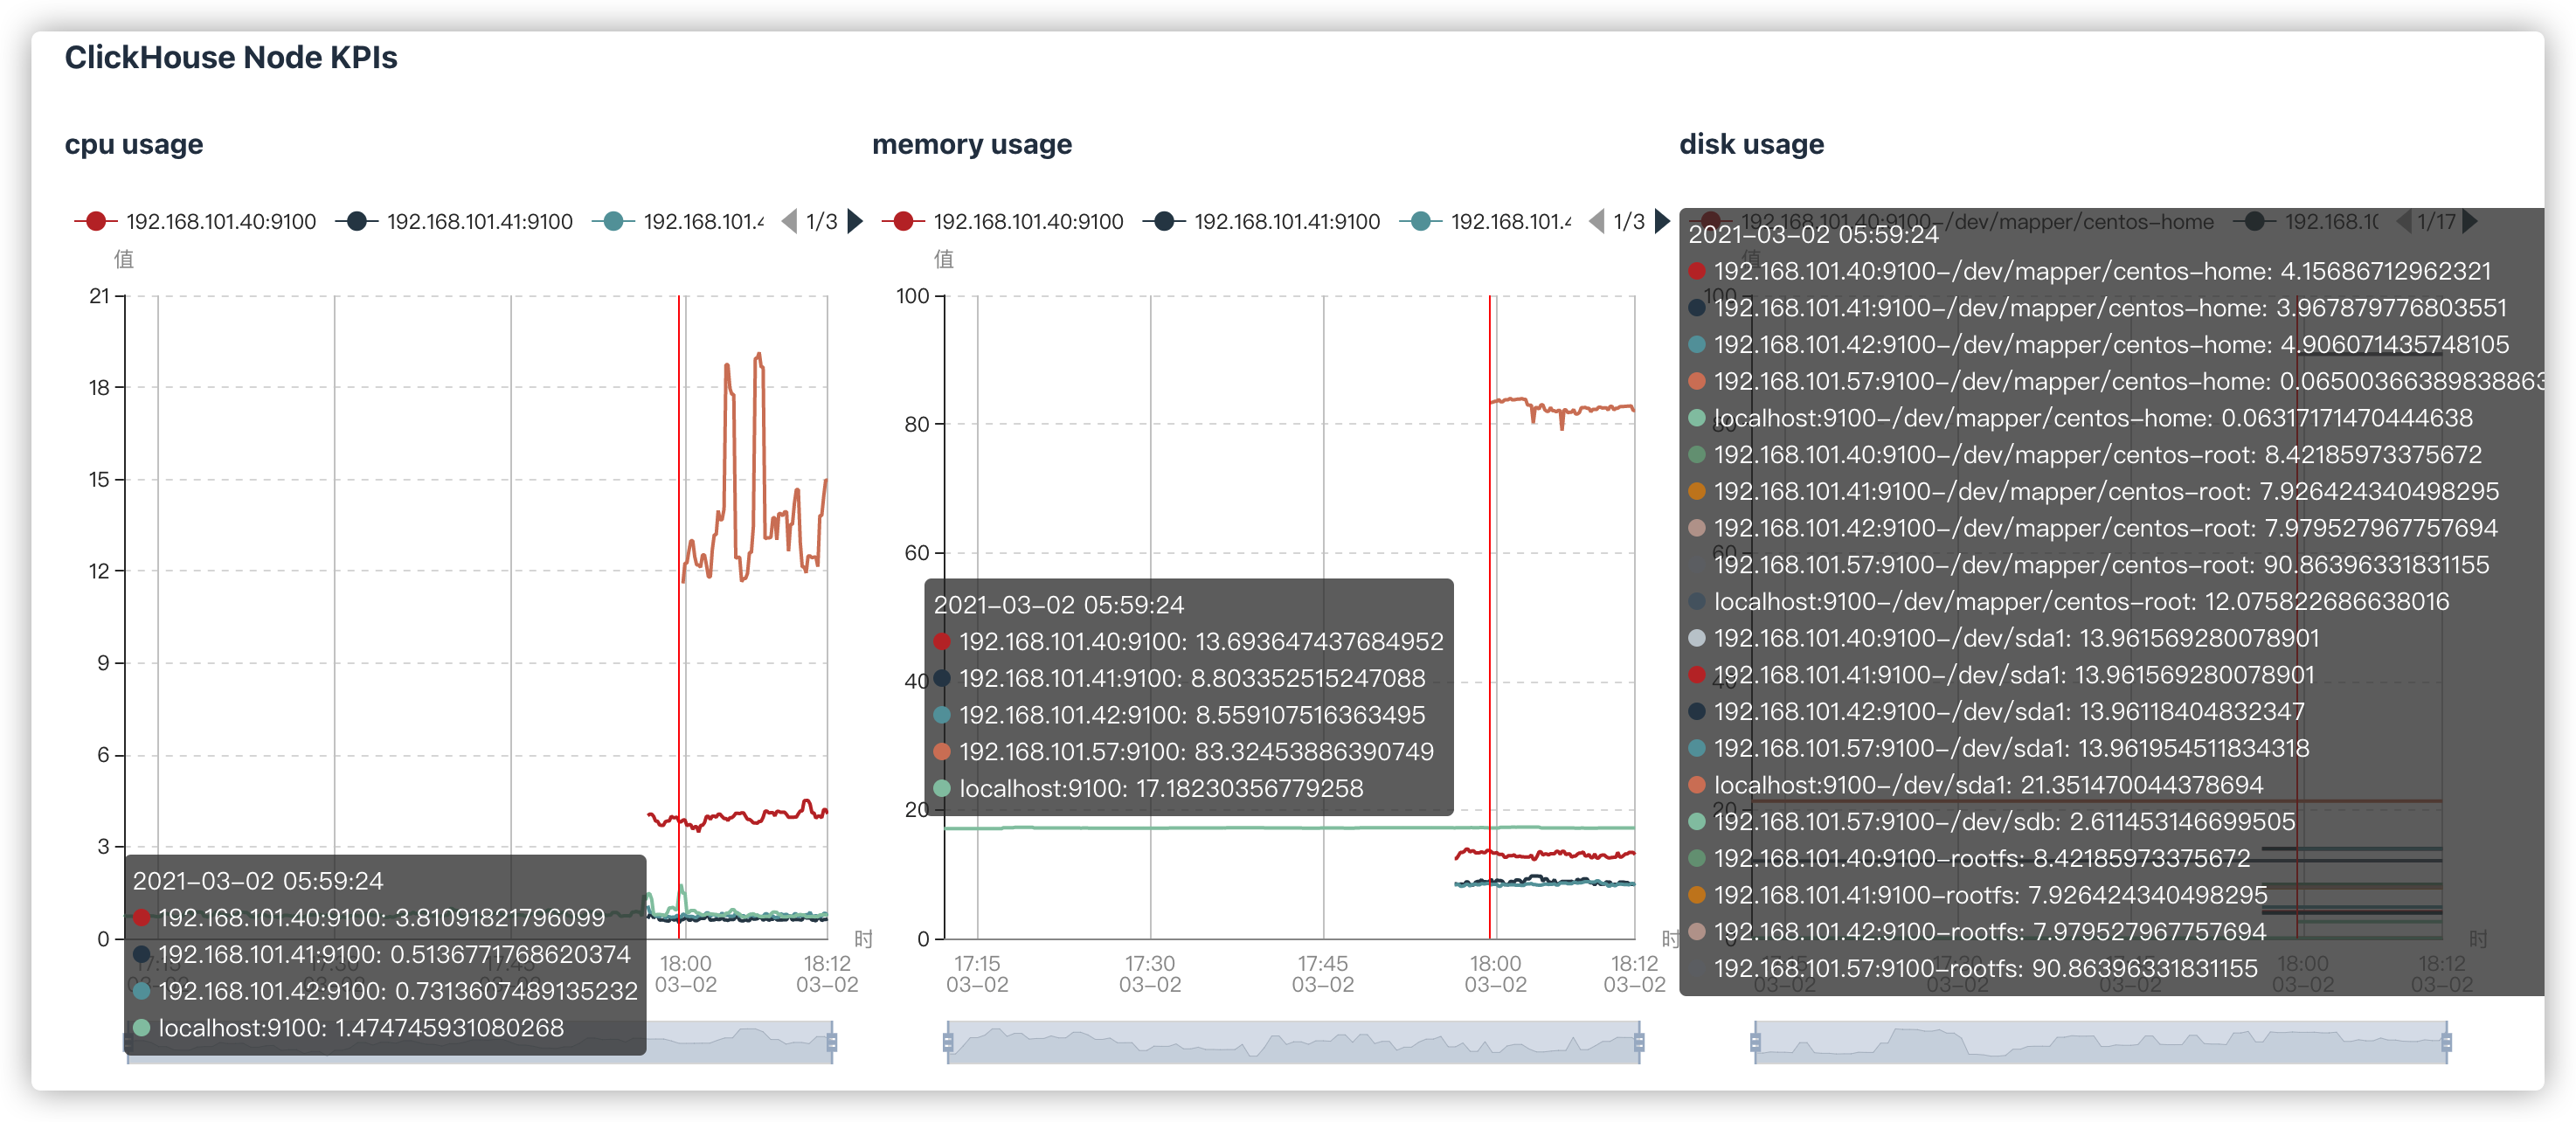 ClickHouse Node KPIs
cpu usage
192.168.101.40:9100
192.168.101.41:9100
192.168.101.4
1/3
值
21
18
15
12
9
6
3
0
2021-03-02 05:59:24
192.168.101.40:9100: 3.81091821796099
192.168.101.41:9100: 0.5136771768620374
192.168.101.42:9100: 0.7313607489135232
localhost:9100: 1.474745931080268
18:00
03-02
18:12
03-02
时
memory usage
192.168.101.40:9100
192.168.101.41:9100
192.168.101.4
1/3
值
100
80
60
40
20
0
2021-03-02 05:59:24
192.168.101.40:9100: 13.693647437684952
192.168.101.41:9100: 8.803352515247088
192.168.101.42:9100: 8.559107516363495
192.168.101.57:9100: 83.32453886390749
localhost:9100: 17.18230356779258
17:15
03-02
17:30
03-02
17:45
03-02
18:00
03-02
18:12
03-02
时
disk usage
192.168.101.40:9100-/dev/mapper/centos-home
192.168.1
1/17
2021-03-02 05:59:24
192.168.101.40:9100-/dev/mapper/centos-home: 4.15686712962321
192.168.101.41:9100-/dev/mapper/centos-home: 3.967879776803551
192.168.101.42:9100-/dev/mapper/centos-home: 4.906071435748105
192.168.101.57:9100-/dev/mapper/centos-home: 0.06500366389838863
localhost:9100-/dev/mapper/centos-home: 0.06317171470444638
192.168.101.40:9100-/dev/mapper/centos-root: 8.42185973375672
192.168.101.41:9100-/dev/mapper/centos-root: 7.926424340498295
192.168.101.42:9100-/dev/mapper/centos-root: 7.979527967757694
192.168.101.57:9100-/dev/mapper/centos-root: 90.86396331831155
localhost:9100-/dev/mapper/centos-root: 12.075822686638016
192.168.101.40:9100-/dev/sda1: 13.961569280078901
192.168.101.41:9100-/dev/sda1: 13.961569280078901
192.168.101.42:9100-/dev/sda1: 13.96118404832347
192.168.101.57:9100-/dev/sda1: 13.961954511834318
localhost:9100-/dev/sda1: 21.351470044378694
192.168.101.57:9100-/dev/sdb: 2.611453146699505
192.168.101.40:9100-rootfs: 8.42185973375672
192.168.101.41:9100-rootfs: 7.926424340498295
192.168.101.42:9100-rootfs: 7.979527967757694
192.168.101.57:9100-rootfs: 90.86396331831155
18:00
03-02
18:12
03-02
时